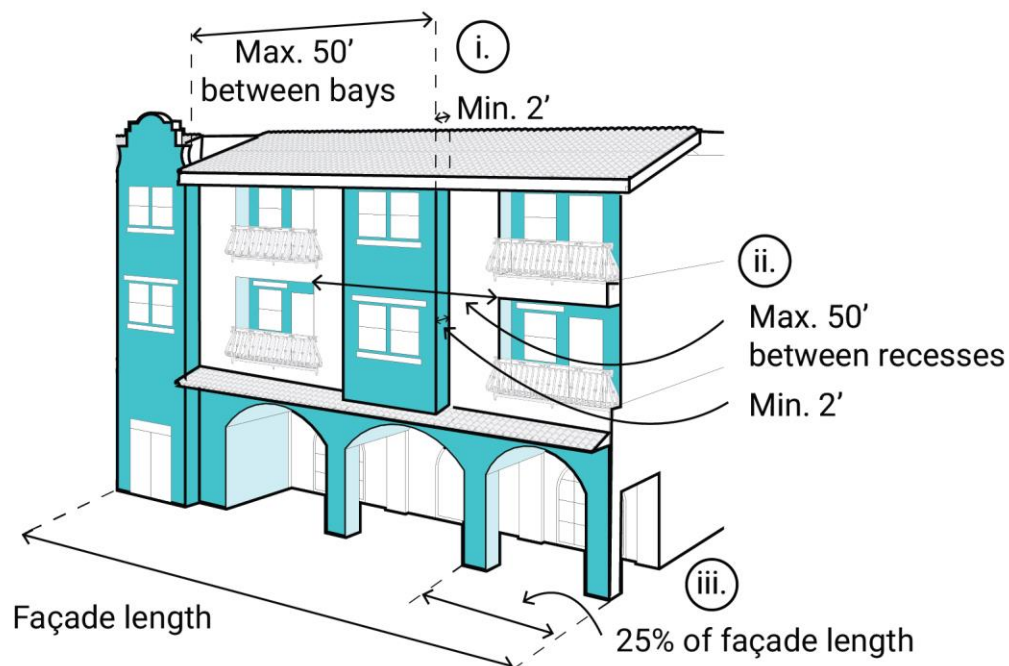 Max. 50’
between bays
i.
Min. 2’
ii.
Max. 50’
between recesses
Min. 2’
iii.
Façade length
25% of façade length